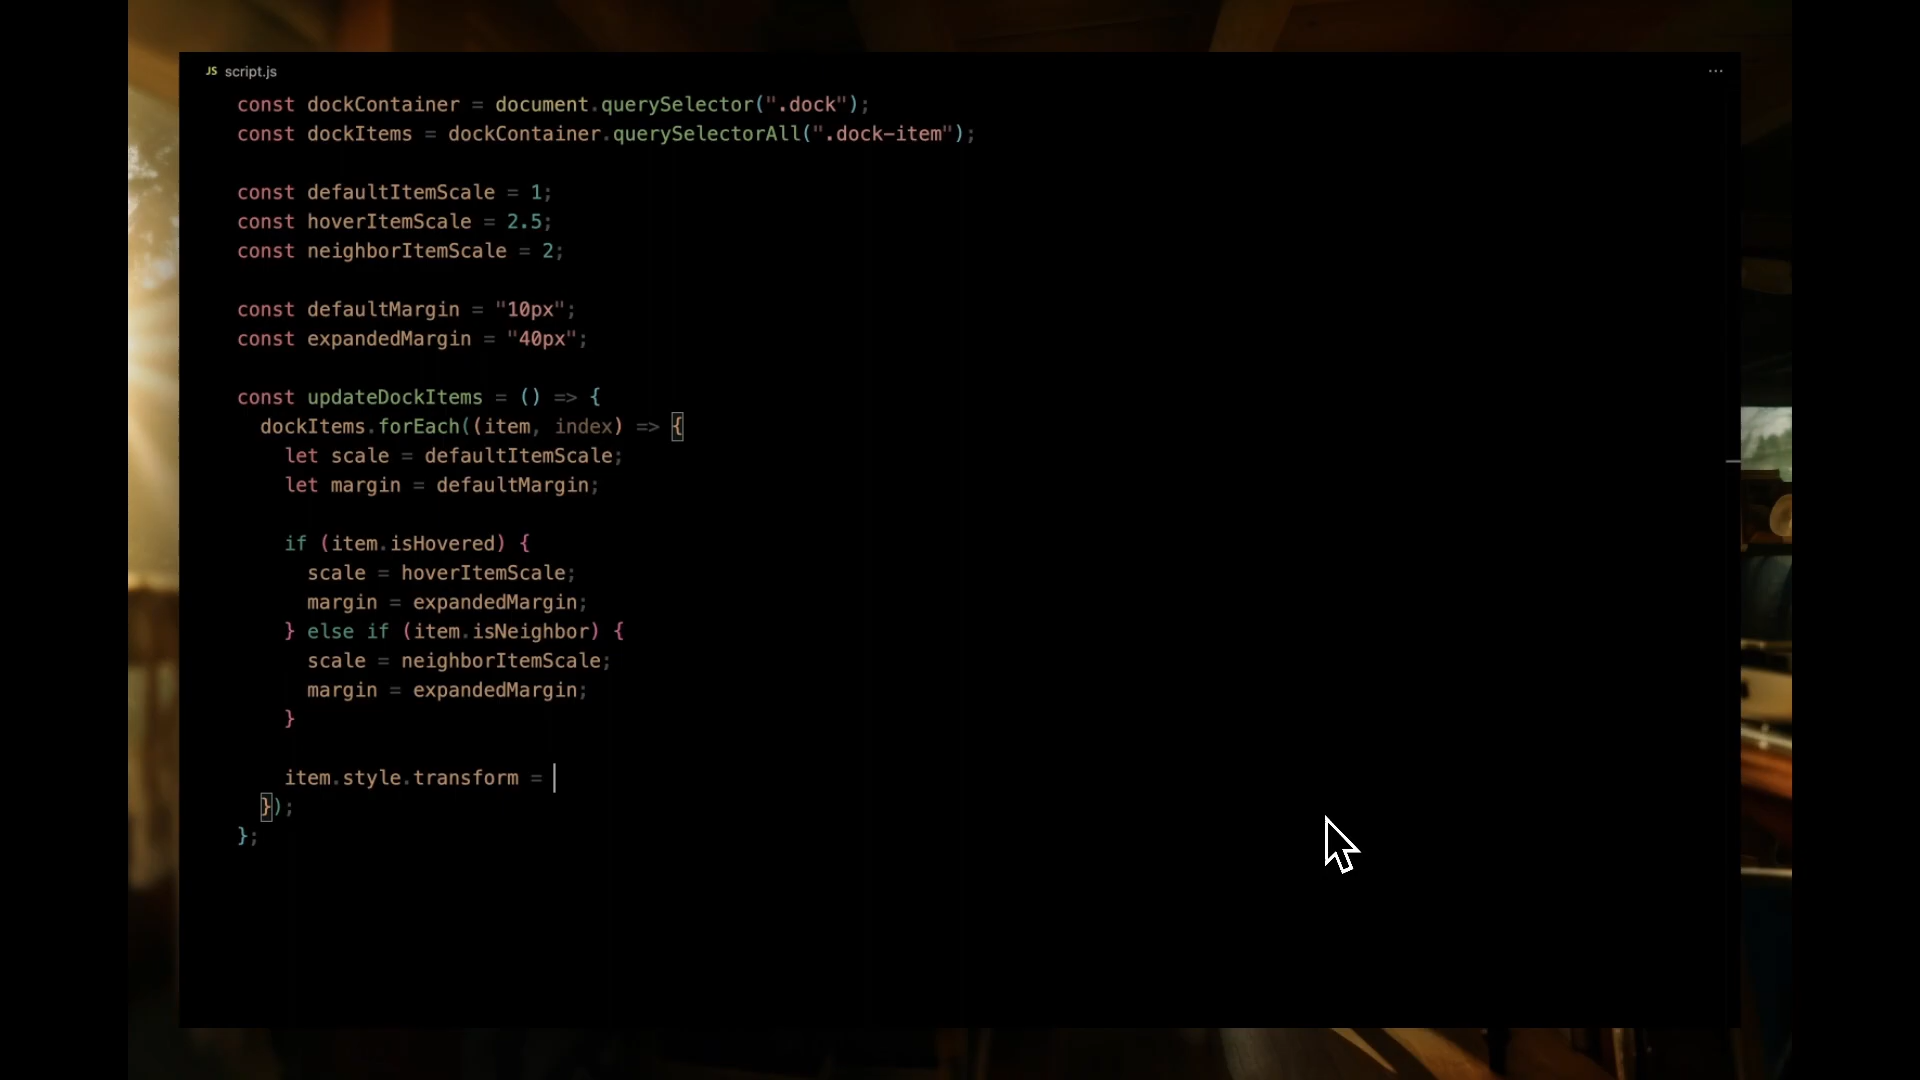 JS script.js ...
const dockContainer = document.querySelector(".dock");
const dockItems = dockContainer.querySelectorAll(".dock-item");
const defaultItemScale = 1;
const hoverItemScale = 2.5;
const neighborItemScale = 2;
const defaultMargin = "10px";
const expandedMargin = "40px";
const updateDockItems = () => {
dockItems.forEach((item, index) => {
let scale = defaultItemScale;
let margin = defaultMargin;
if (item.isHovered) {
scale = hoverItemScale;
margin = expandedMargin;
} else if (item.isNeighbor) {
scale = neighborItemScale;
margin = expandedMargin;
}
item.style.transform =
});
};